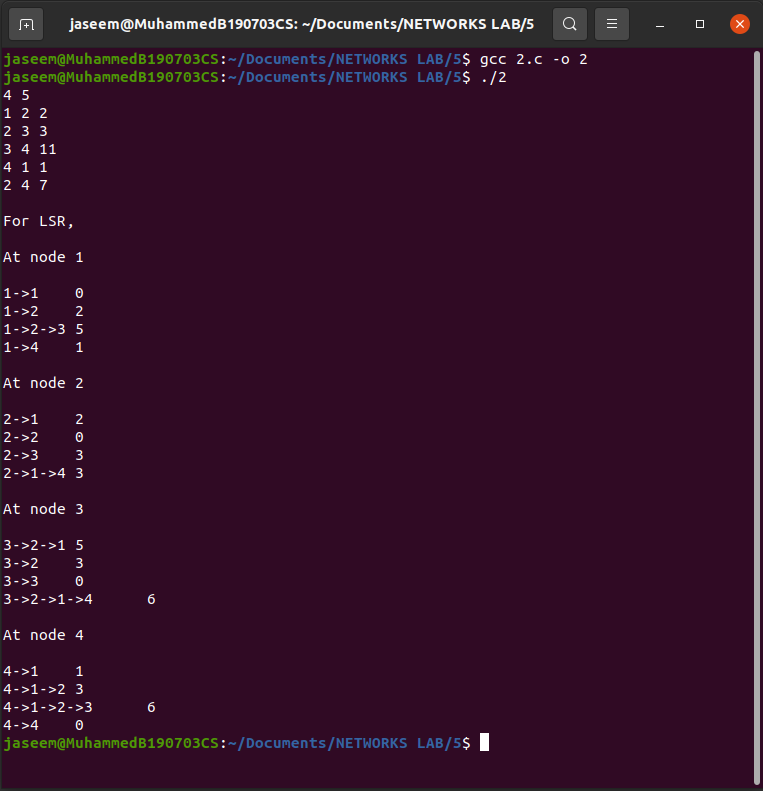 jaseem@MuhammedB190703CS: ~/Documents/NETWORKS LAB/5
jaseem@MuhammedB190703CS:~/Documents/NETWORKS LAB/5$ gcc 2.c -o 2
jaseem@MuhammedB190703CS:~/Documents/NETWORKS LAB/5$ ./2
4 5
1 2 2
2 3 3
3 4 11
4 1 1
2 4 7
For LSR,
At node 1
1->1    0
1->2    2
1->2->3 5
1->4    1
At node 2
2->1    2
2->2    0
2->3    3
2->1->4 3
At node 3
3->2->1 5
3->2    3
3->3    0
3->2->1->4      6
At node 4
4->1    1
4->1->2 3
4->1->2->3      6
4->4    0
jaseem@MuhammedB190703CS:~/Documents/NETWORKS LAB/5$